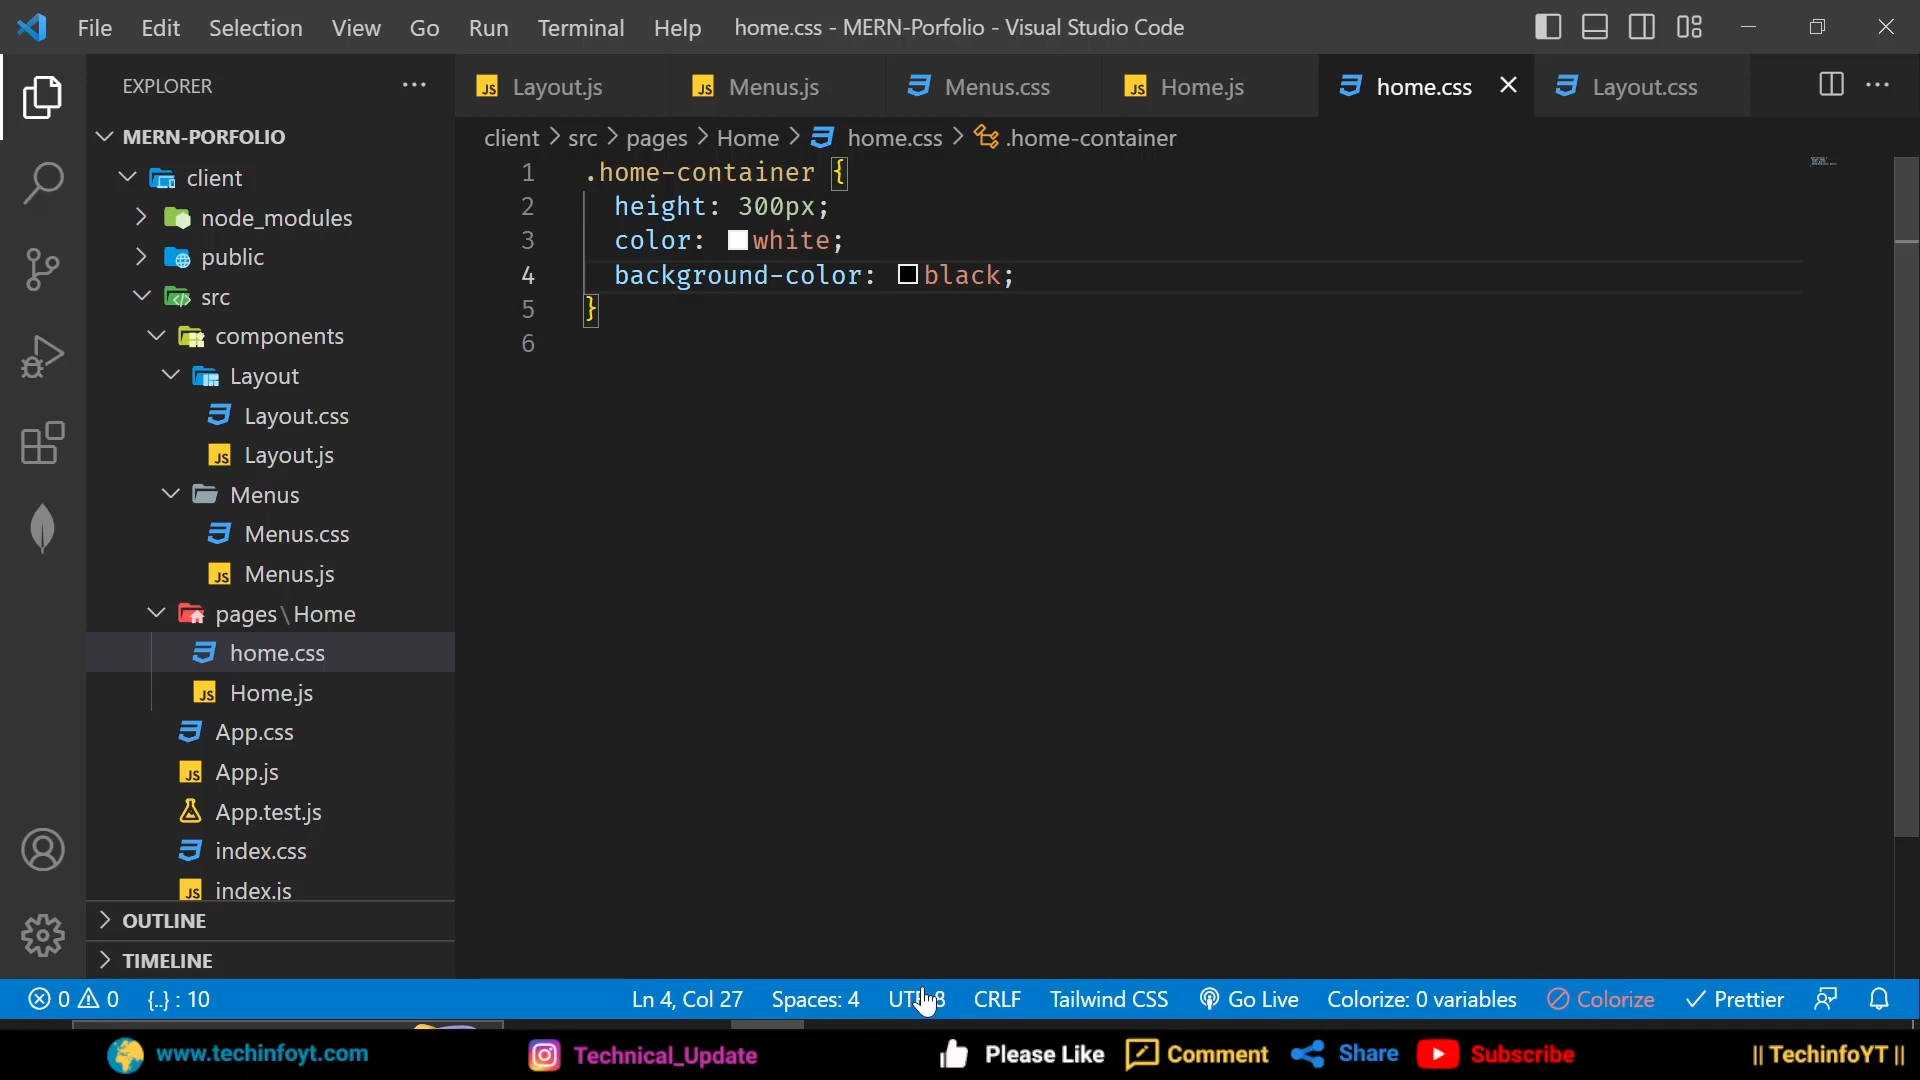 File Edit Selection View Go Run Terminal Help home.css - MERN-Porfolio - Visual Studio Code
EXPLORER
Layout.js Menus.js Menus.css Home.js home.css Layout.css
MERN-PORFOLIO
client > src > pages > Home > home.css > .home-container
client
node_modules
public
src
components
Layout
Layout.css
Layout.js
Menus
Menus.css
Menus.js
pages\Home
home.css
Home.js
App.css
App.js
App.test.js
index.css
index.js
OUTLINE
TIMELINE
1 .home-container {
2 height: 300px;
3 color: white;
4 background-color: black;
5 }
6
0 0 {..} : 10 Ln 4, Col 27 Spaces: 4 UTF-8 CRLF Tailwind CSS Go Live Colorize: 0 variables Colorize Prettier
www.techinfoyt.com Technical_Update Please Like Comment Share Subscribe || TechinfoYT ||